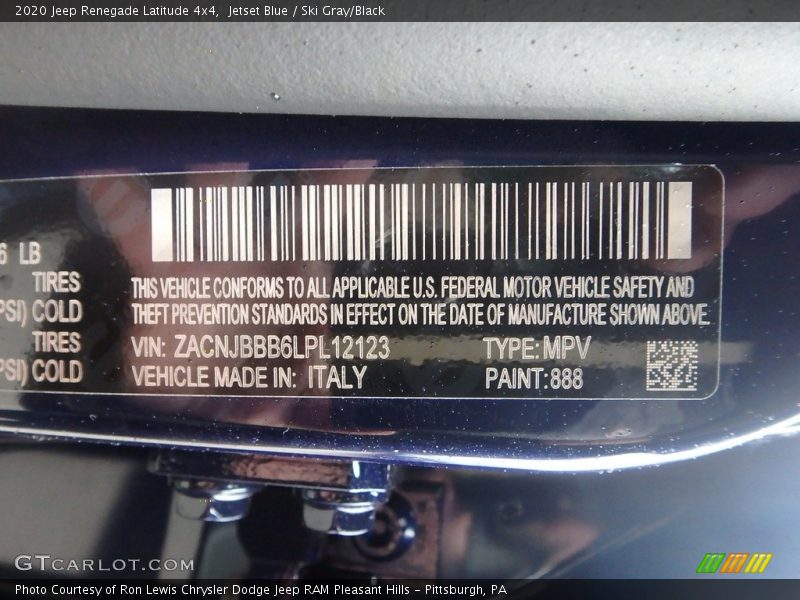 2020 Jeep Renegade Latitude 4x4,  Jetset Blue / Ski Gray/Black
6 LB
TIRES
PSI) COLD
TIRES
PSI) COLD
THIS VEHICLE CONFORMS TO ALL APPLICABLE U.S. FEDERAL MOTOR VEHICLE SAFETY AND
THEFT PREVENTION STANDARDS IN EFFECT ON THE DATE OF MANUFACTURE SHOWN ABOVE.
VIN: ZACNJBBB6LPL12123 TYPE: MPV
VEHICLE MADE IN: ITALY PAINT: 888
GTCARLOT.COM
Photo Courtesy of Ron Lewis Chrysler Dodge Jeep RAM Pleasant Hills - Pittsburgh, PA